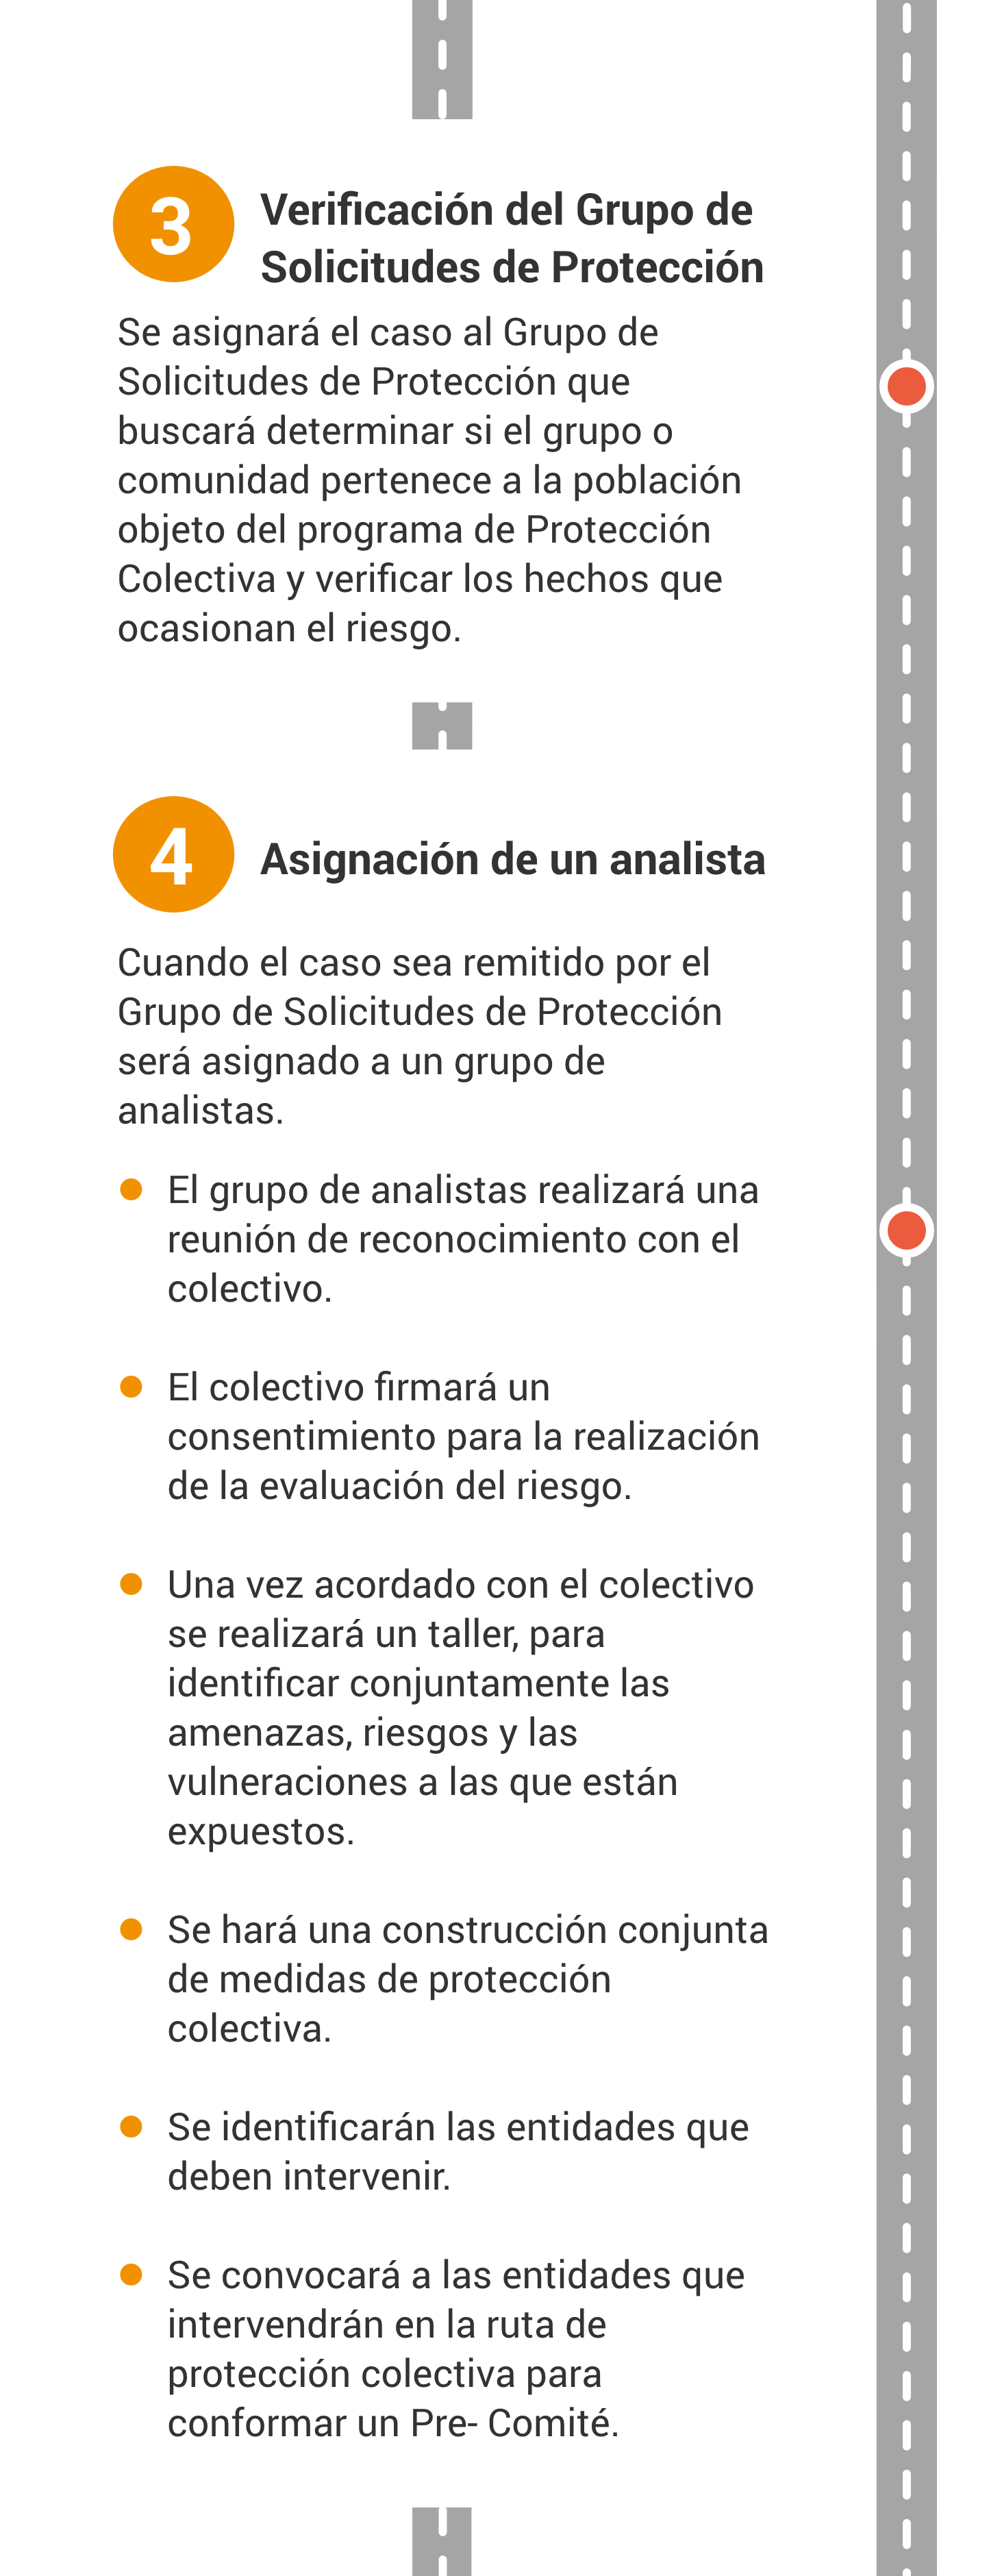 3
Verificación del Grupo de
Solicitudes de Protección
Se asignará el caso al Grupo de
Solicitudes de Protección que
buscará determinar si el grupo o
comunidad pertenece a la población
objeto del programa de Protección
Colectiva y verificar los hechos que
ocasionan el riesgo.
4
Asignación de un analista
Cuando el caso sea remitido por el
Grupo de Solicitudes de Protección
será asignado a un grupo de
analistas.
El grupo de analistas realizará una
reunión de reconocimiento con el
colectivo.
El colectivo firmará un
consentimiento para la realización
de la evaluación del riesgo.
Una vez acordado con el colectivo
se realizará un taller, para
identificar conjuntamente las
amenazas, riesgos y las
vulneraciones a las que están
expuestos.
Se hará una construcción conjunta
de medidas de protección
colectiva.
Se identificarán las entidades que
deben intervenir.
Se convocará a las entidades que
intervendrán en la ruta de
protección colectiva para
conformar un Pre- Comité.